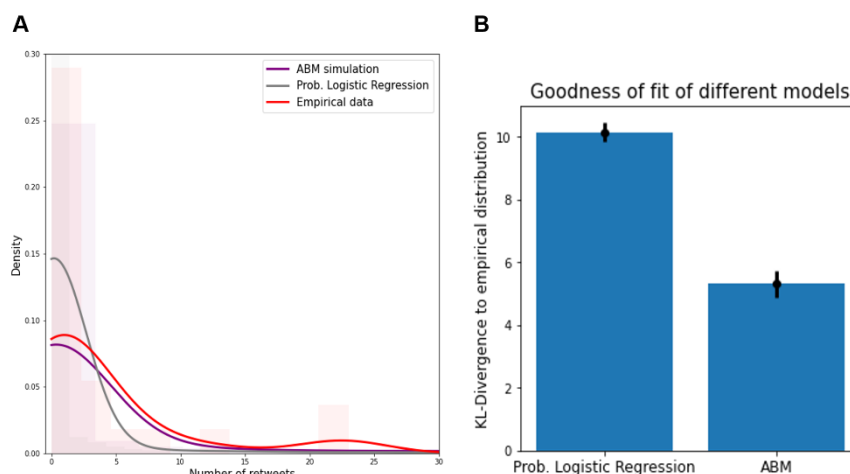 A
B
0.30
0.25
0.20
0.15
0.10
0.05
0.00
Density
0
5
10
15
20
25
30
Number of retweets
ABM simulation
Prob. Logistic Regression
Empirical data
Goodness of fit of different models
KL-Divergence to empirical distribution
10
8
6
4
2
0
Prob. Logistic Regression
ABM